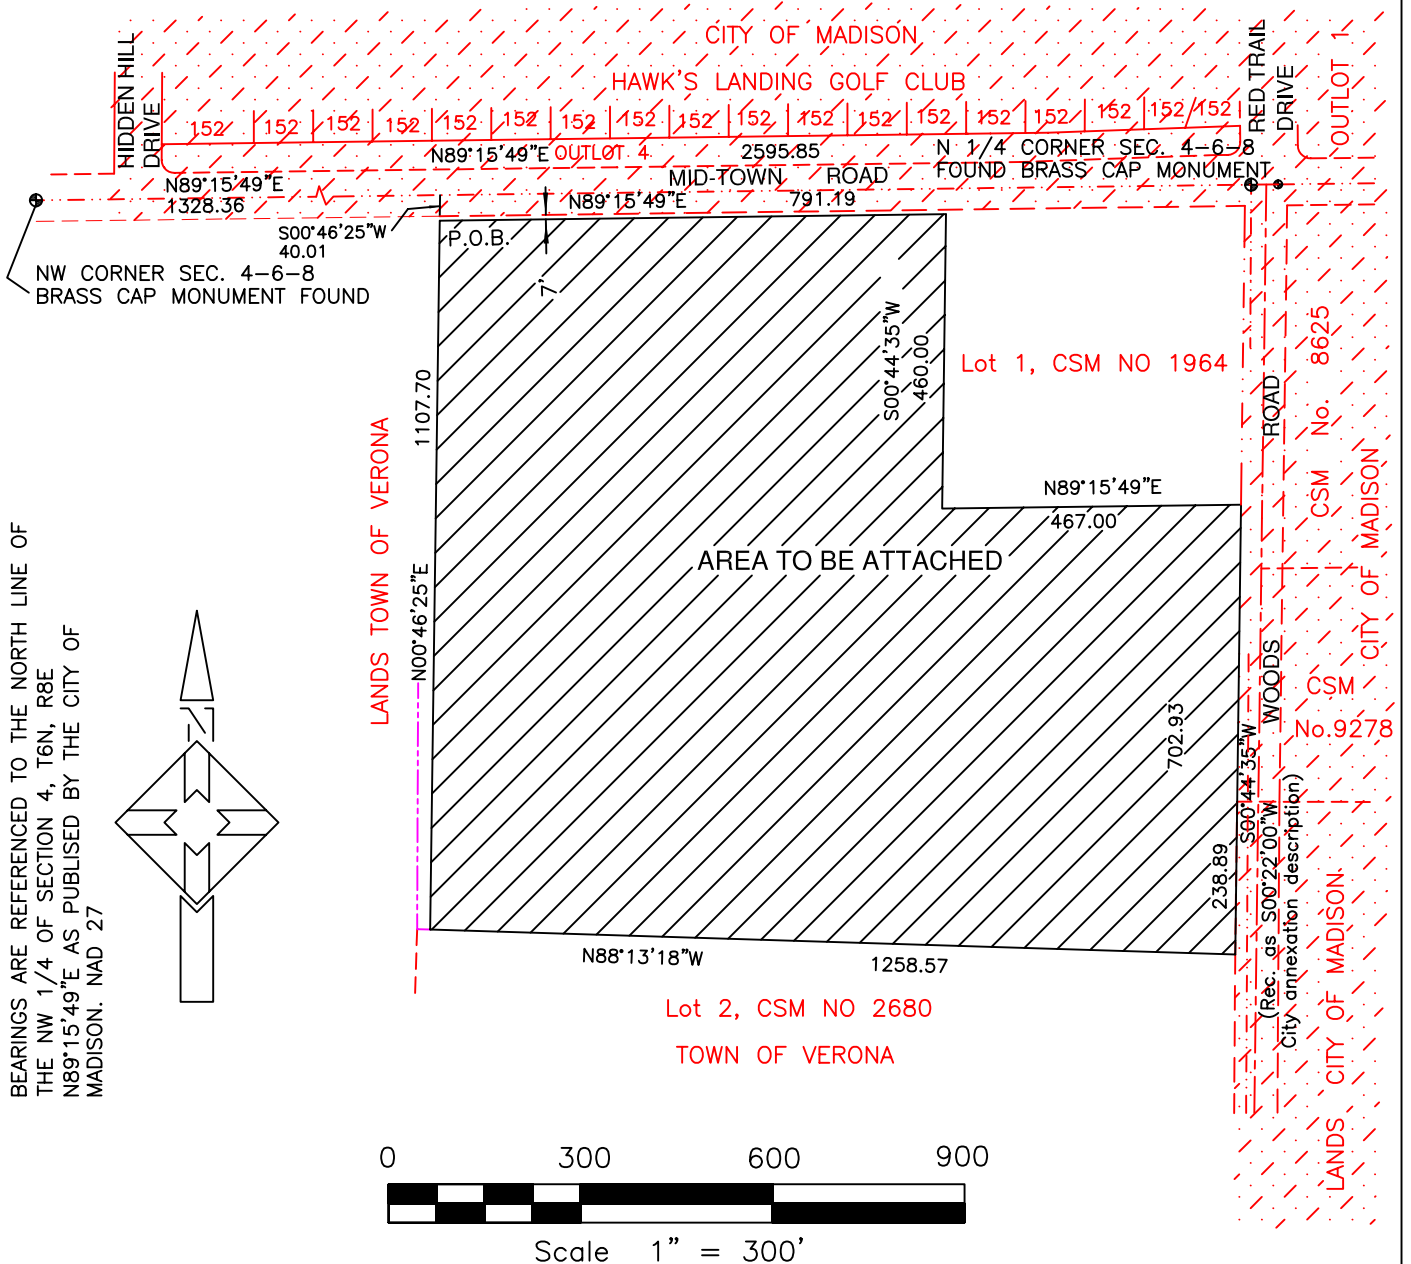 CITY OF MADISON
HAWK'S LANDING GOLF CLUB
HIDDEN HILL
DRIVE
RED TRAIL
DRIVE
OUTLOT 1
152 152 152 152 152 152 152 152 152 152 152 152 152 152 152 152 152 152
N89°15'49"E OUTLOT 4 2595.85
N 1/4 CORNER SEC. 4-6-8
FOUND BRASS CAP MONUMENT
MID-TOWN ROAD
N89°15'49"E
1328.36
N89°15'49"E 791.19
S00°46'25"W
40.01
P.O.B.
7'
NW CORNER SEC. 4-6-8
BRASS CAP MONUMENT FOUND
S00°44'35"W
460.00
Lot 1, CSM NO 1964
CSM No. 8625
1107.70
N00°46'25"E
LANDS TOWN OF VERONA
N89°15'49"E
467.00
AREA TO BE ATTACHED
WOODS ROAD
CITY OF MADISON
CSM
No.9278
702.93
S00°44'35"W
238.89
(Rec. as S00°22'00"W
City annexation description)
LANDS CITY OF MADISON
BEARINGS ARE REFERENCED TO THE NORTH LINE OF
THE NW 1/4 OF SECTION 4, T6N, R8E
N89°15'49"E AS PUBLISED BY THE CITY OF
MADISON. NAD 27
N
N88°13'18"W 1258.57
Lot 2, CSM NO 2680
TOWN OF VERONA
0 300 600 900
Scale 1" = 300'